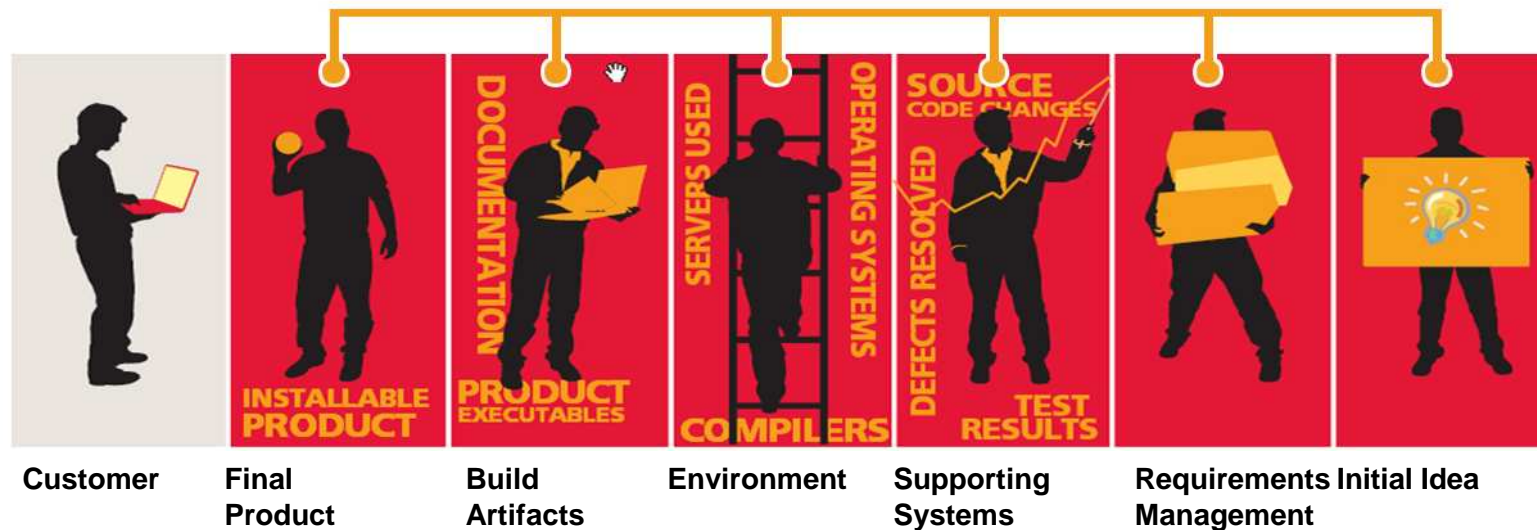 INSTALLABLE
PRODUCT
DOCUMENTATION
PRODUCT
EXECUTABLES
SERVERS USED
OPERATING SYSTEMS
COMPILERS
SOURCE
CODE CHANGES
DEFECTS RESOLVED
TEST
RESULTS
Customer
Final
Product
Build
Artifacts
Environment
Supporting
Systems
Requirements
Management
Initial Idea